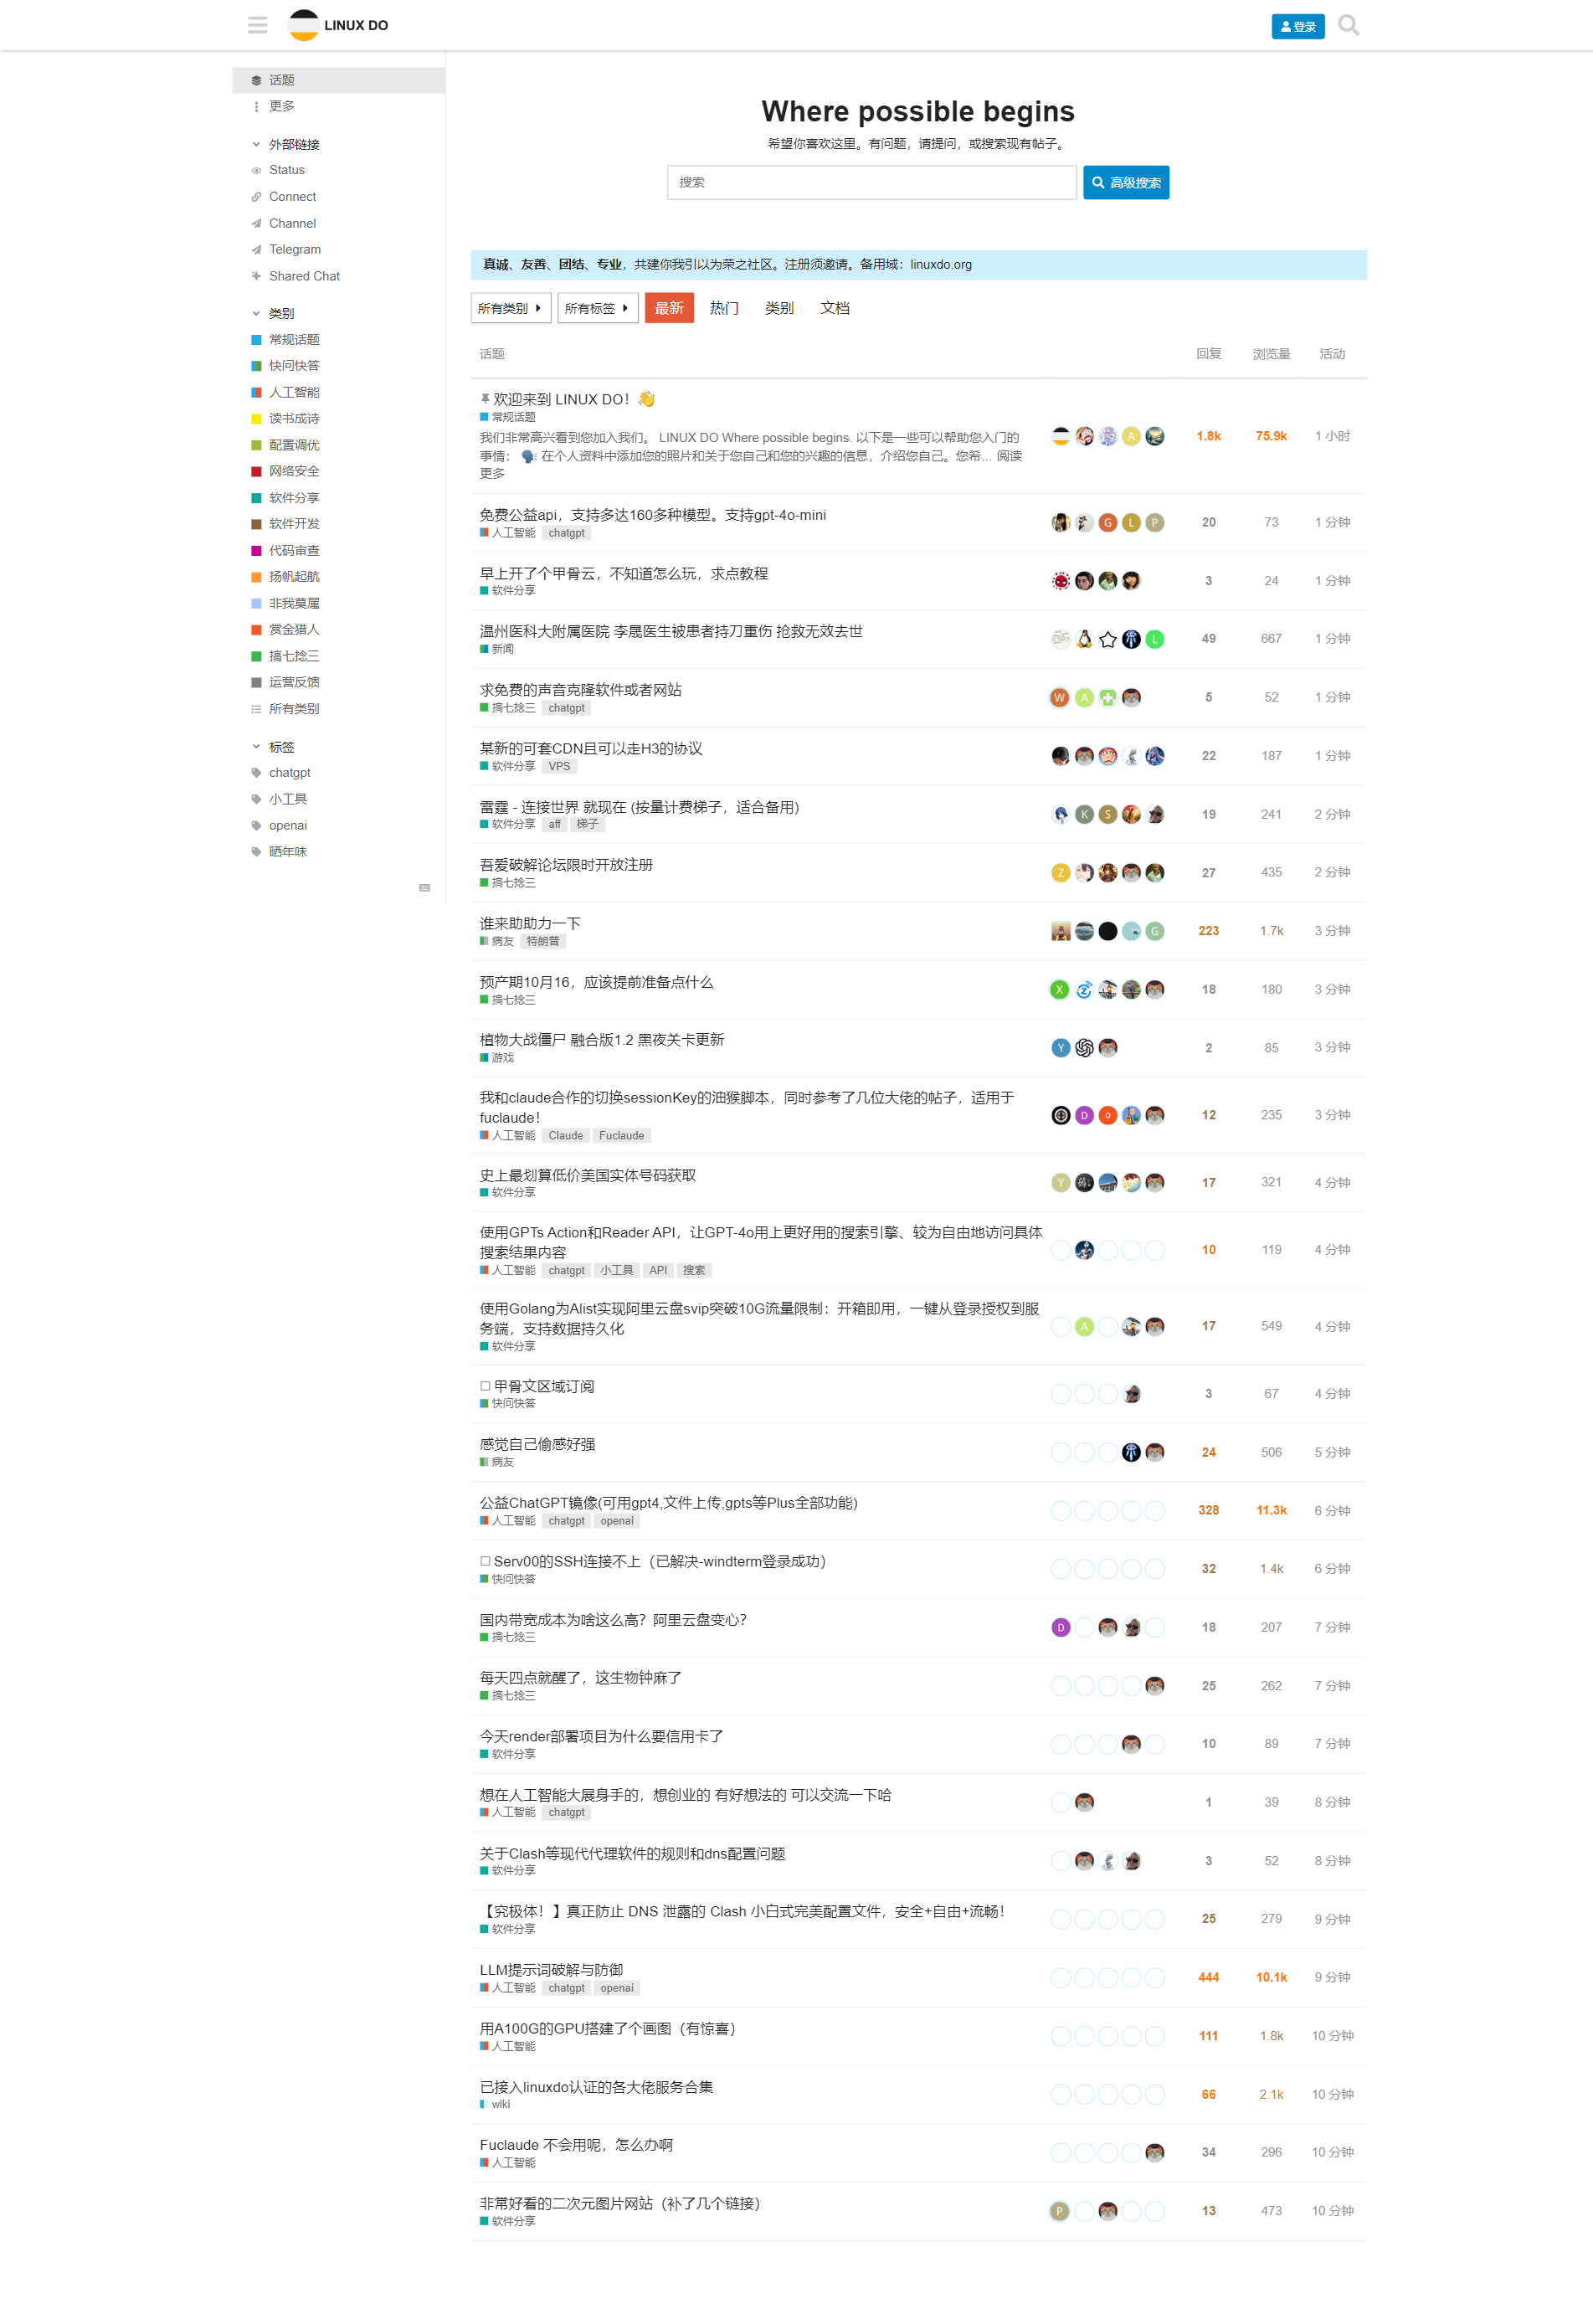 LINUX DO
登录
话题
更多
外部链接
Status
Connect
Channel
Telegram
Shared Chat
类别
常规话题
快问快答
人工智能
读书成诗
配置调优
网络安全
软件分享
软件开发
代码审查
扬帆起航
非我莫属
赏金猎人
搞七捻三
运营反馈
所有类别
标签
chatgpt
小工具
openai
晒年味
Where possible begins
希望你喜欢这里。有问题，请提问，或搜索现有帖子。
搜索
高级搜索
真诚、友善、团结、专业，共建你我引以为荣之社区。注册须邀请。备用域：linuxdo.org
所有类别 所有标签 最新 热门 类别 文档
话题 回复 浏览量 活动
欢迎来到 LINUX DO！👋
常规话题
我们非常高兴看到您加入我们。 LINUX DO Where possible begins. 以下是一些可以帮助您入门的
事情： 🗣 在个人资料中添加您的照片和关于您自己和您的兴趣的信息，介绍您自己。您希… 阅读
更多
A
1.8k 75.9k 1 小时
免费公益api，支持多达160多种模型。支持gpt-4o-mini
人工智能 chatgpt
G L P
20 73 1 分钟
早上开了个甲骨云，不知道怎么玩，求点教程
软件分享
3 24 1 分钟
温州医科大附属医院 李晟医生被患者持刀重伤 抢救无效去世
新闻
L
49 667 1 分钟
求免费的声音克隆软件或者网站
搞七捻三 chatgpt
W A
5 52 1 分钟
某新的可套CDN且可以走H3的协议
软件分享 VPS
22 187 1 分钟
雷霆 - 连接世界 就现在 (按量计费梯子，适合备用)
软件分享 aff 梯子
K S
19 241 2 分钟
吾爱破解论坛限时开放注册
搞七捻三
Z
27 435 2 分钟
谁来助助力一下
病友 特朗普
G
223 1.7k 3 分钟
预产期10月16，应该提前准备点什么
搞七捻三
X
18 180 3 分钟
植物大战僵尸 融合版1.2 黑夜关卡更新
游戏
Y
2 85 3 分钟
我和claude合作的切换sessionKey的油猴脚本，同时参考了几位大佬的帖子，适用于
fuclaude！
人工智能 Claude Fuclaude
D o
12 235 3 分钟
史上最划算低价美国实体号码获取
软件分享
Y
17 321 4 分钟
使用GPTs Action和Reader API，让GPT-4o用上更好用的搜索引擎、较为自由地访问具体
搜索结果内容
人工智能 chatgpt 小工具 API 搜索
10 119 4 分钟
使用Golang为Alist实现阿里云盘svip突破10G流量限制：开箱即用，一键从登录授权到服
务端，支持数据持久化
软件分享
A
17 549 4 分钟
甲骨文区域订阅
快问快答
3 67 4 分钟
感觉自己偷感好强
病友
24 506 5 分钟
公益ChatGPT镜像(可用gpt4,文件上传,gpts等Plus全部功能)
人工智能 chatgpt openai
328 11.3k 6 分钟
Serv00的SSH连接不上（已解决-windterm登录成功）
快问快答
32 1.4k 6 分钟
国内带宽成本为啥这么高？阿里云盘变心？
搞七捻三
D
18 207 7 分钟
每天四点就醒了，这生物钟麻了
搞七捻三
25 262 7 分钟
今天render部署项目为什么要信用卡了
软件分享
10 89 7 分钟
想在人工智能大展身手的，想创业的 有好想法的 可以交流一下哈
人工智能 chatgpt
1 39 8 分钟
关于Clash等现代代理软件的规则和dns配置问题
软件分享
3 52 8 分钟
【究极体！】真正防止 DNS 泄露的 Clash 小白式完美配置文件，安全+自由+流畅！
软件分享
25 279 9 分钟
LLM提示词破解与防御
人工智能 chatgpt openai
444 10.1k 9 分钟
用A100G的GPU搭建了个画图（有惊喜）
人工智能
111 1.8k 10 分钟
已接入linuxdo认证的各大佬服务合集
wiki
66 2.1k 10 分钟
Fuclaude 不会用呢，怎么办啊
人工智能
34 296 10 分钟
非常好看的二次元图片网站（补了几个链接）
软件分享
P
13 473 10 分钟